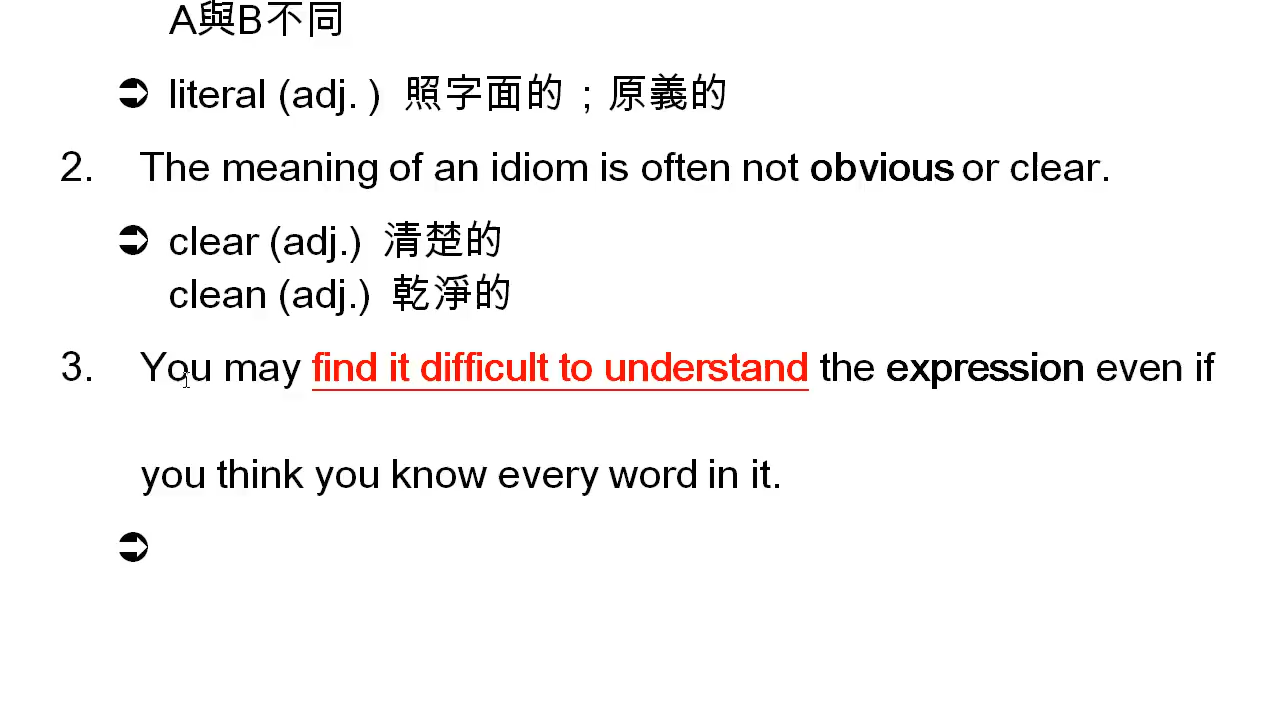 A與B不同
➲ literal (adj. ) 照字面的；原義的
2. The meaning of an idiom is often not obvious or clear.
➲ clear (adj.) 清楚的
clean (adj.) 乾淨的
3. You may find it difficult to understand the expression even if
you think you know every word in it.
➲